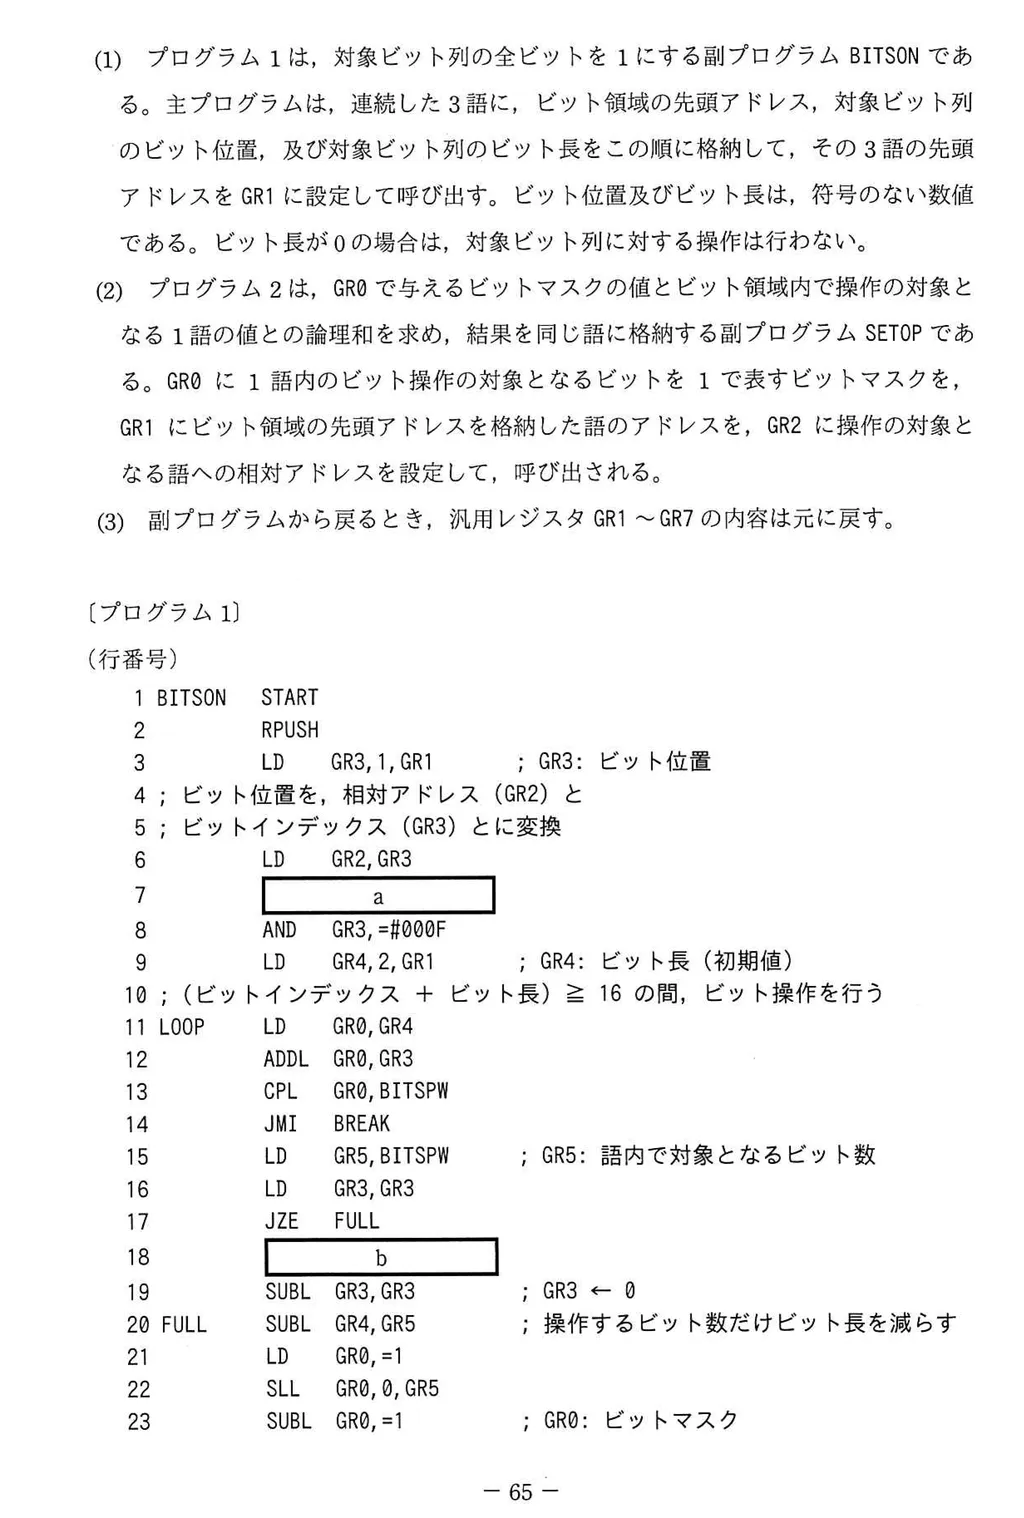 (1) プログラム 1 は，対象ビット列の全ビットを 1 にする副プログラム BITSON であ
る。主プログラムは，連続した 3 語に，ビット領域の先頭アドレス，対象ビット列
のビット位置，及び対象ビット列のビット長をこの順に格納して，その 3 語の先頭
アドレスを GR1 に設定して呼び出す。ビット位置及びビット長は，符号のない数値
である。ビット長が 0 の場合は，対象ビット列に対する操作は行わない。
(2) プログラム 2 は，GR0 で与えるビットマスクの値とビット領域内で操作の対象と
なる 1 語の値との論理和を求め，結果を同じ語に格納する副プログラム SETOP であ
る。GR0 に 1 語内のビット操作の対象となるビットを 1 で表すビットマスクを，
GR1 にビット領域の先頭アドレスを格納した語のアドレスを，GR2 に操作の対象と
なる語への相対アドレスを設定して，呼び出される。
(3) 副プログラムから戻るとき，汎用レジスタ GR1 ～ GR7 の内容は元に戻す。
〔プログラム 1〕
（行番号）
1 BITSON START
2 RPUSH
3 LD GR3,1,GR1 ; GR3: ビット位置
4 ; ビット位置を，相対アドレス（GR2）と
5 ; ビットインデックス（GR3）とに変換
6 LD GR2,GR3
7 a
8 AND GR3,=#000F
9 LD GR4,2,GR1 ; GR4: ビット長（初期値）
10 ;（ビットインデックス ＋ ビット長）≧ 16 の間，ビット操作を行う
11 LOOP LD GR0,GR4
12 ADDL GR0,GR3
13 CPL GR0,BITSPW
14 JMI BREAK
15 LD GR5,BITSPW ; GR5: 語内で対象となるビット数
16 LD GR3,GR3
17 JZE FULL
18 b
19 SUBL GR3,GR3 ; GR3 ← 0
20 FULL SUBL GR4,GR5 ; 操作するビット数だけビット長を減らす
21 LD GR0,=1
22 SLL GR0,0,GR5
23 SUBL GR0,=1 ; GR0: ビットマスク
－ 65 －